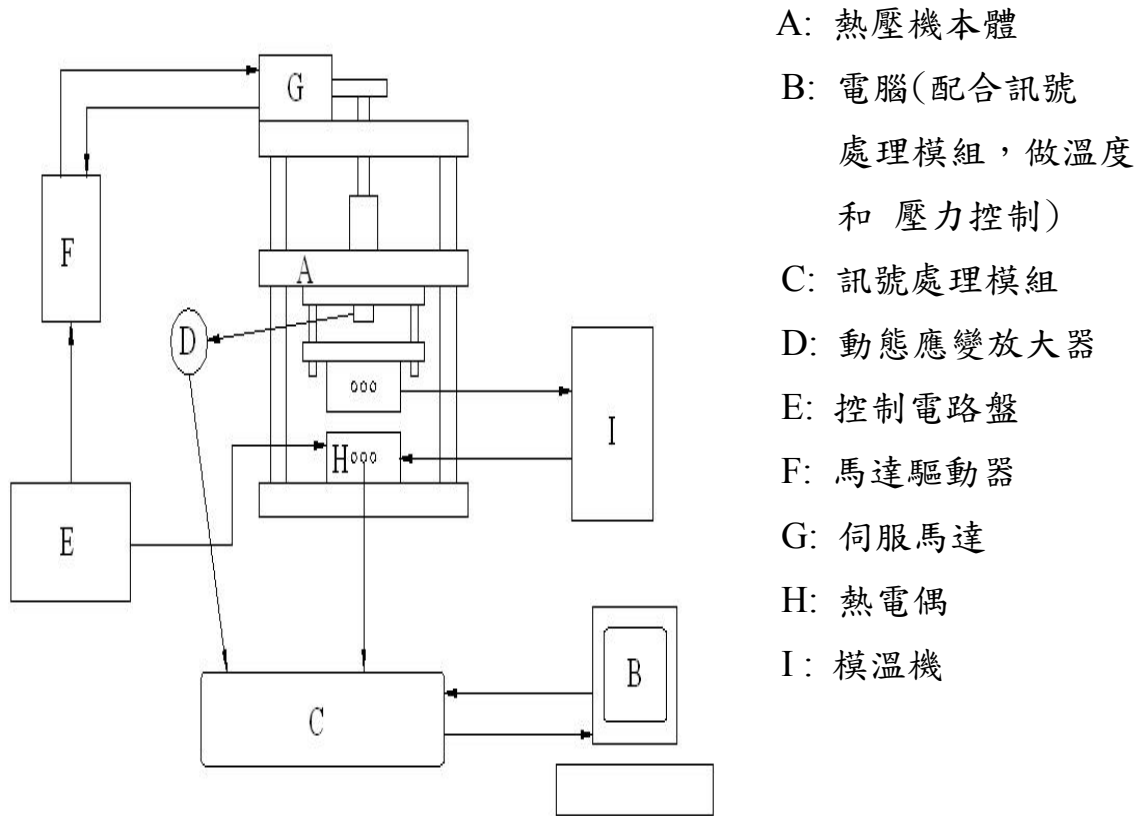 A: 熱壓機本體
B: 電腦(配合訊號
處理模組，做溫度
和 壓力控制)
C: 訊號處理模組
D: 動態應變放大器
E: 控制電路盤
F: 馬達驅動器
G: 伺服馬達
H: 熱電偶
I : 模溫機
G
F
A
D
I
H
E
B
C